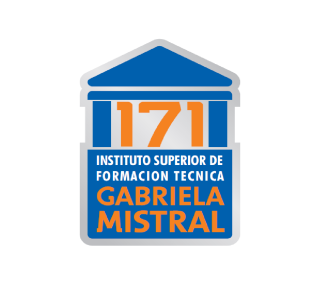 171
INSTITUTO SUPERIOR DE
FORMACION TECNICA
GABRIELA
MISTRAL